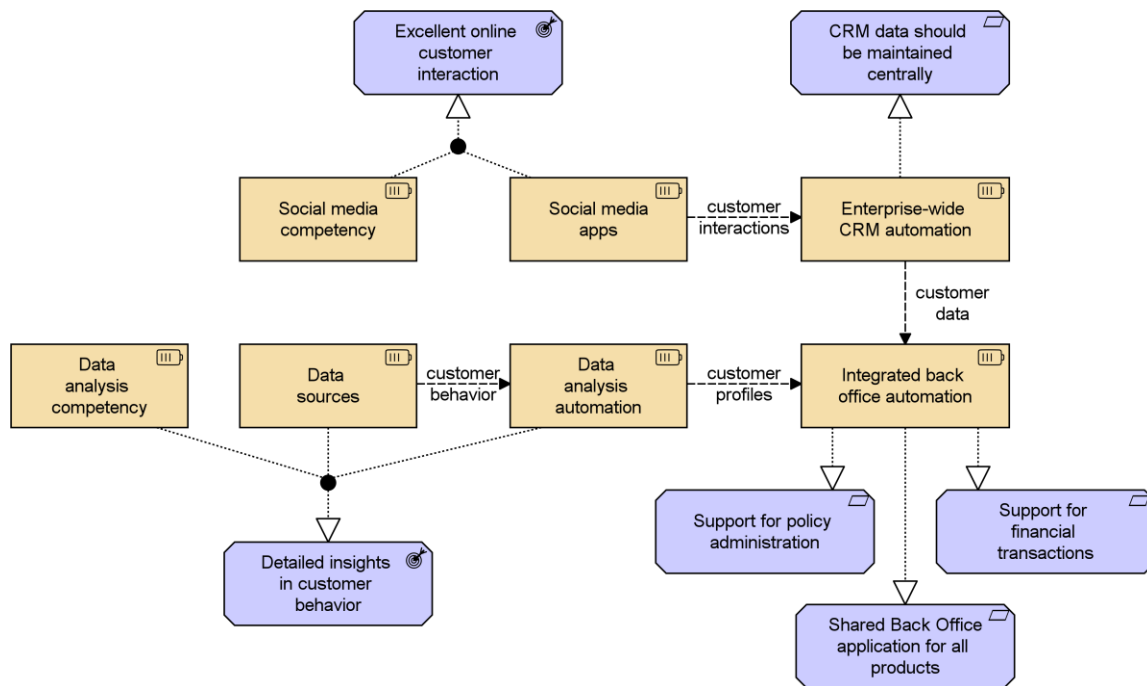 Excellent online
customer
interaction
CRM data should
be maintained
centrally
Social media
competency
Social media
apps
customer
interactions
Enterprise-wide
CRM automation
customer
data
Data
analysis
competency
Data
sources
customer
behavior
Data
analysis
automation
customer
profiles
Integrated back
office automation
Support for policy
administration
Support for
financial
transactions
Detailed insights
in customer
behavior
Shared Back Office
application for all
products